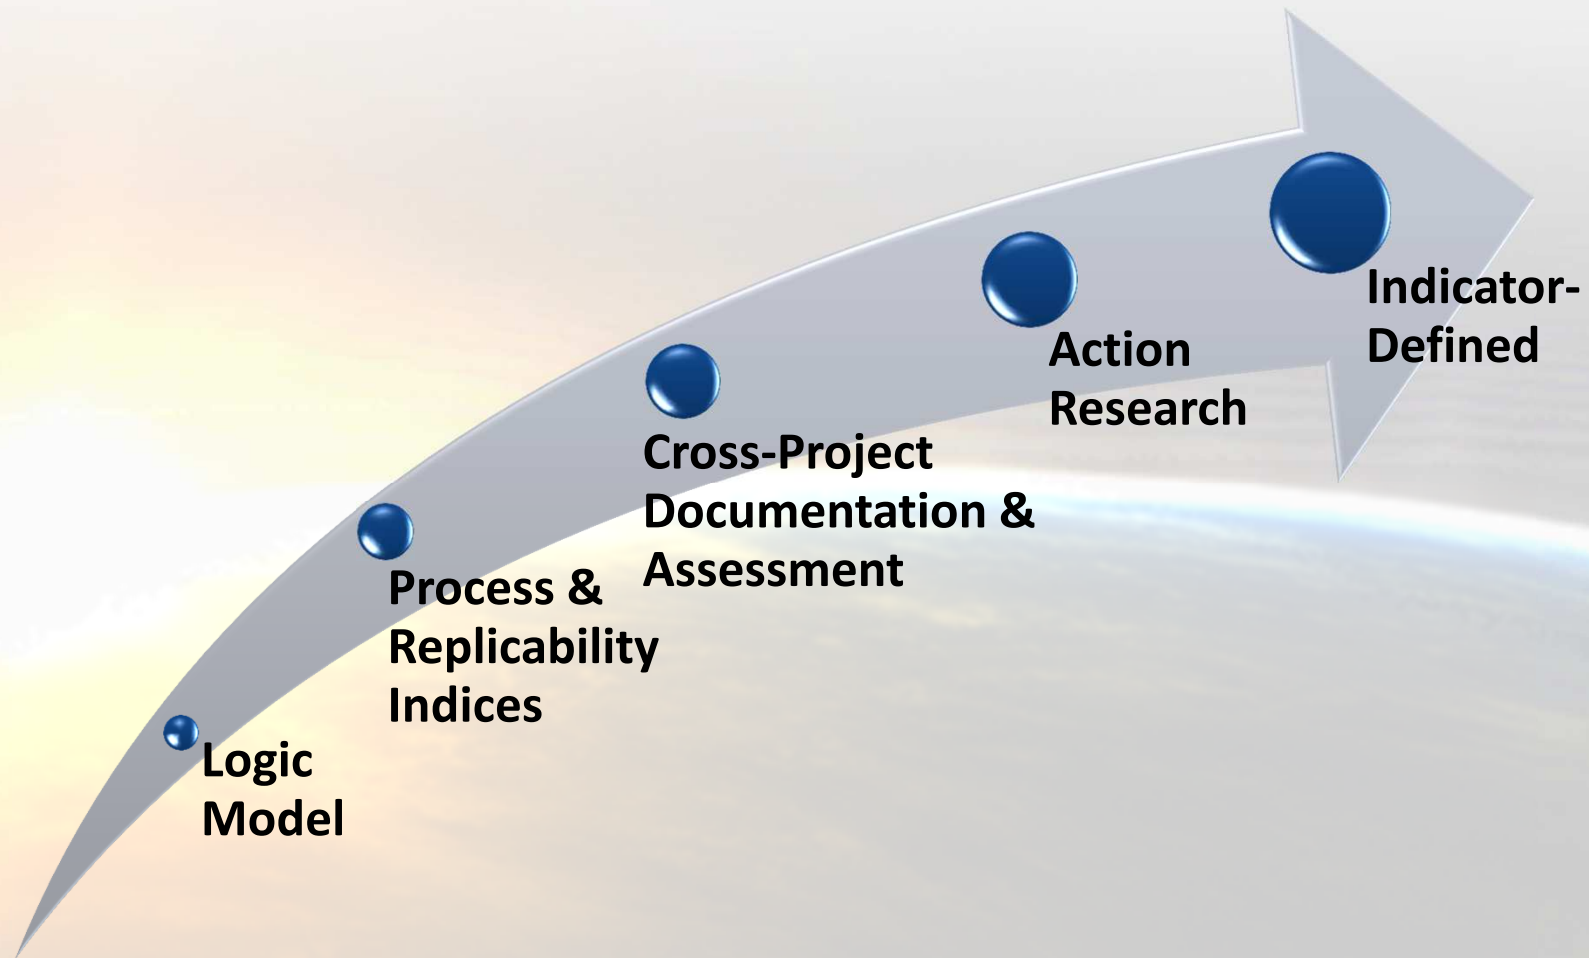 Logic
Model
Process &
Replicability
Indices
Cross-Project
Documentation &
Assessment
Action
Research
Indicator-
Defined